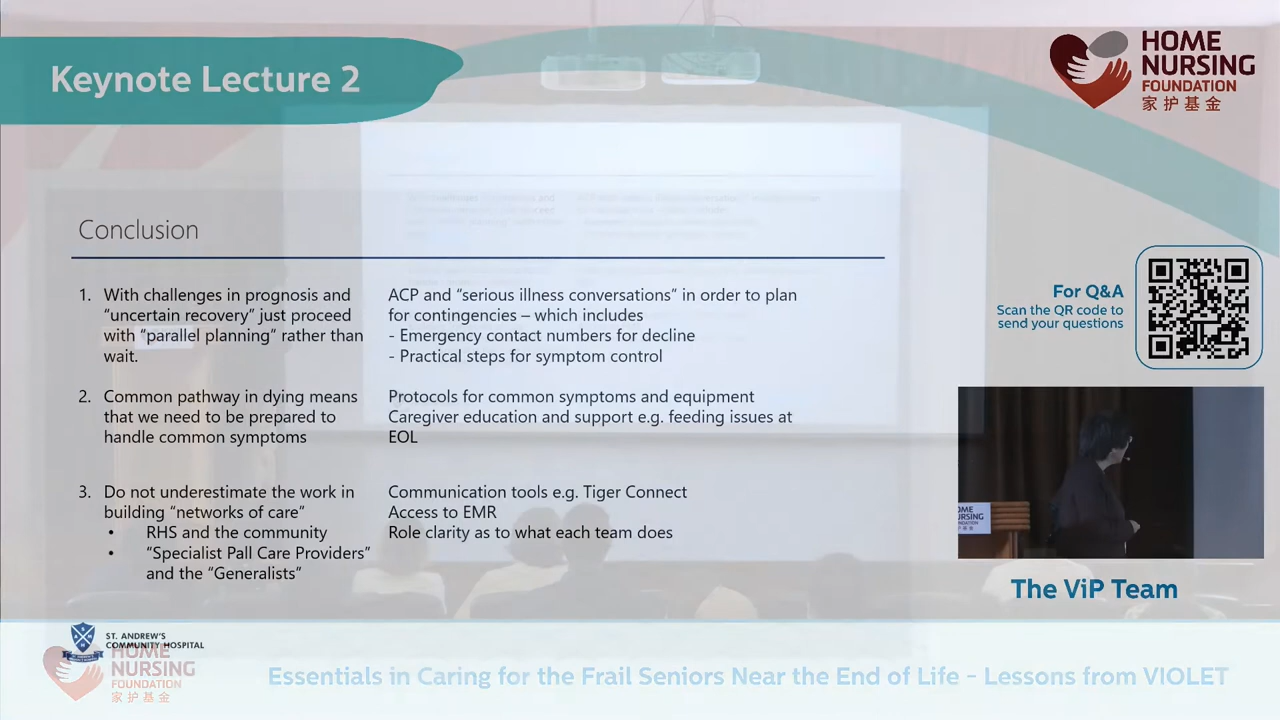 Keynote Lecture 2
HOME
NURSING
FOUNDATION
家护基金
Conclusion
1. With challenges in prognosis and
“uncertain recovery” just proceed
with “parallel planning” rather than
wait.
ACP and “serious illness conversations” in order to plan
for contingencies – which includes
- Emergency contact numbers for decline
- Practical steps for symptom control
2. Common pathway in dying means
that we need to be prepared to
handle common symptoms
Protocols for common symptoms and equipment
Caregiver education and support e.g. feeding issues at
EOL
3. Do not underestimate the work in
building “networks of care”
• RHS and the community
• “Specialist Pall Care Providers”
and the “Generalists”
Communication tools e.g. Tiger Connect
Access to EMR
Role clarity as to what each team does
For Q&A
Scan the QR code to
send your questions
OME
URSING
UNDATION
The ViP Team
ST. ANDREW’S
COMMUNITY HOSPITAL
HOME
NURSING
FOUNDATION
家护基金
Essentials in Caring for the Frail Seniors Near the End of Life - Lessons from VIOLET